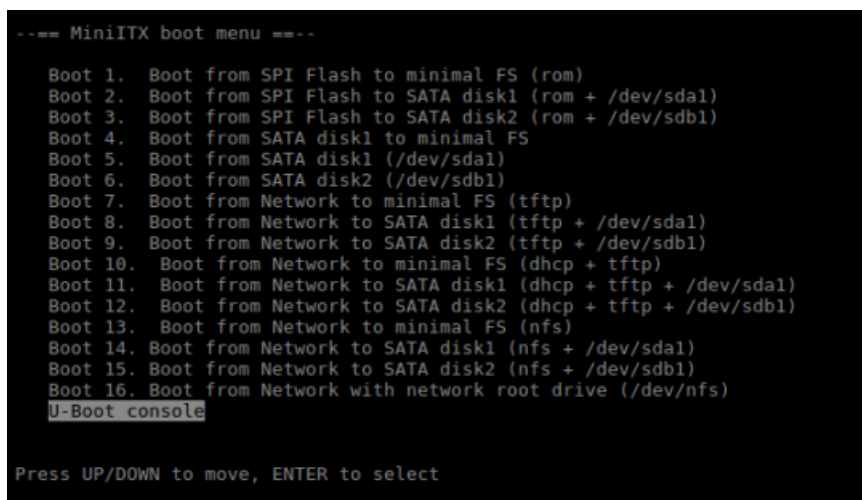 --== MiniITX boot menu ==--
Boot 1.  Boot from SPI Flash to minimal FS (rom)
Boot 2.  Boot from SPI Flash to SATA disk1 (rom + /dev/sda1)
Boot 3.  Boot from SPI Flash to SATA disk2 (rom + /dev/sdb1)
Boot 4.  Boot from SATA disk1 to minimal FS
Boot 5.  Boot from SATA disk1 (/dev/sda1)
Boot 6.  Boot from SATA disk2 (/dev/sdb1)
Boot 7.  Boot from Network to minimal FS (tftp)
Boot 8.  Boot from Network to SATA disk1 (tftp + /dev/sda1)
Boot 9.  Boot from Network to SATA disk2 (tftp + /dev/sdb1)
Boot 10.  Boot from Network to minimal FS (dhcp + tftp)
Boot 11.  Boot from Network to SATA disk1 (dhcp + tftp + /dev/sda1)
Boot 12.  Boot from Network to SATA disk2 (dhcp + tftp + /dev/sdb1)
Boot 13.  Boot from Network to minimal FS (nfs)
Boot 14. Boot from Network to SATA disk1 (nfs + /dev/sda1)
Boot 15. Boot from Network to SATA disk2 (nfs + /dev/sdb1)
Boot 16. Boot from Network with network root drive (/dev/nfs)
U-Boot console
Press UP/DOWN to move, ENTER to select